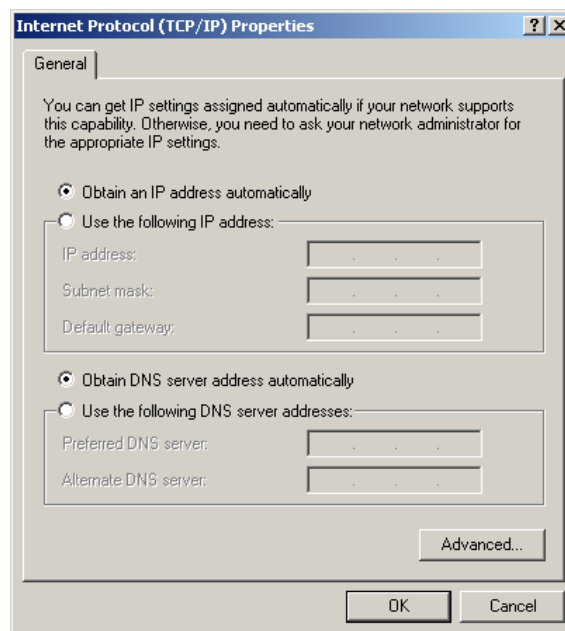 Internet Protocol (TCP/IP) Properties
General
You can get IP settings assigned automatically if your network supports
this capability. Otherwise, you need to ask your network administrator for
the appropriate IP settings.
Obtain an IP address automatically
Use the following IP address:
IP address:
Subnet mask:
Default gateway:
Obtain DNS server address automatically
Use the following DNS server addresses:
Preferred DNS server:
Alternate DNS server:
Advanced...
OK Cancel